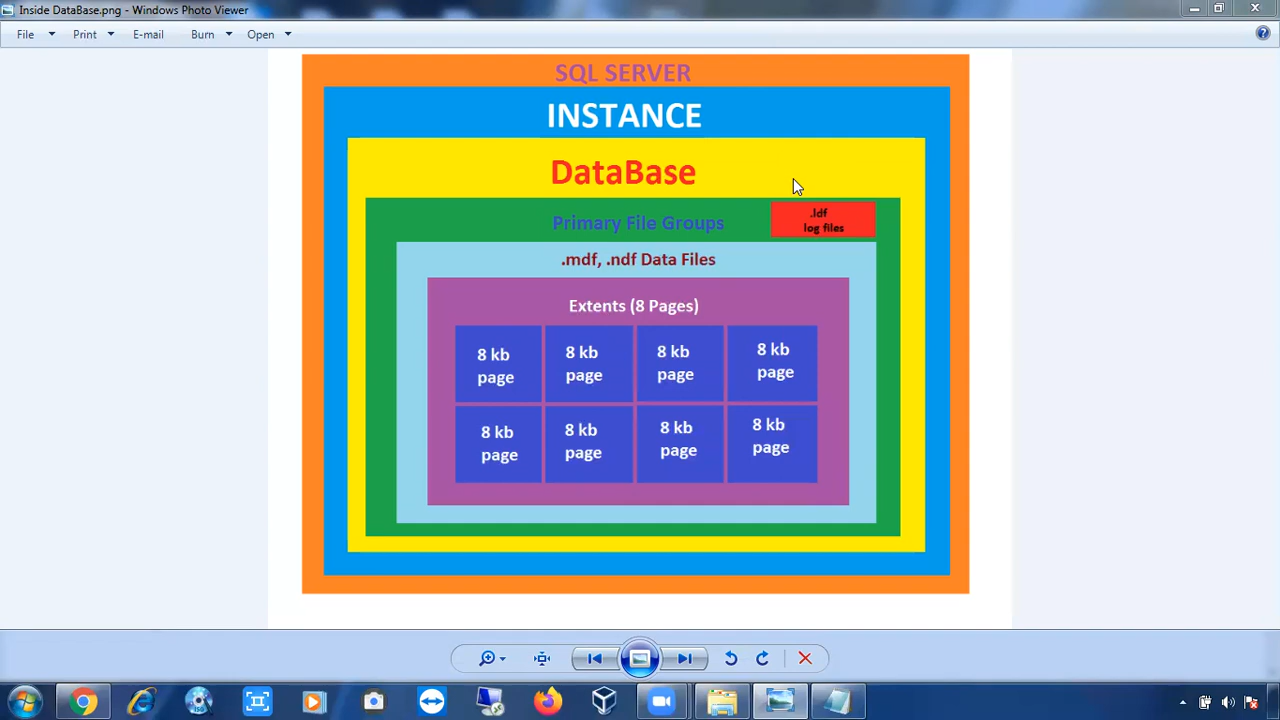 Inside DataBase.png - Windows Photo Viewer
File Print E-mail Burn Open
SQL SERVER
INSTANCE
DataBase
Primary File Groups
.ldf
log files
.mdf, .ndf Data Files
Extents (8 Pages)
8 kb
page
8 kb
page
8 kb
page
8 kb
page
8 kb
page
8 kb
page
8 kb
page
8 kb
page